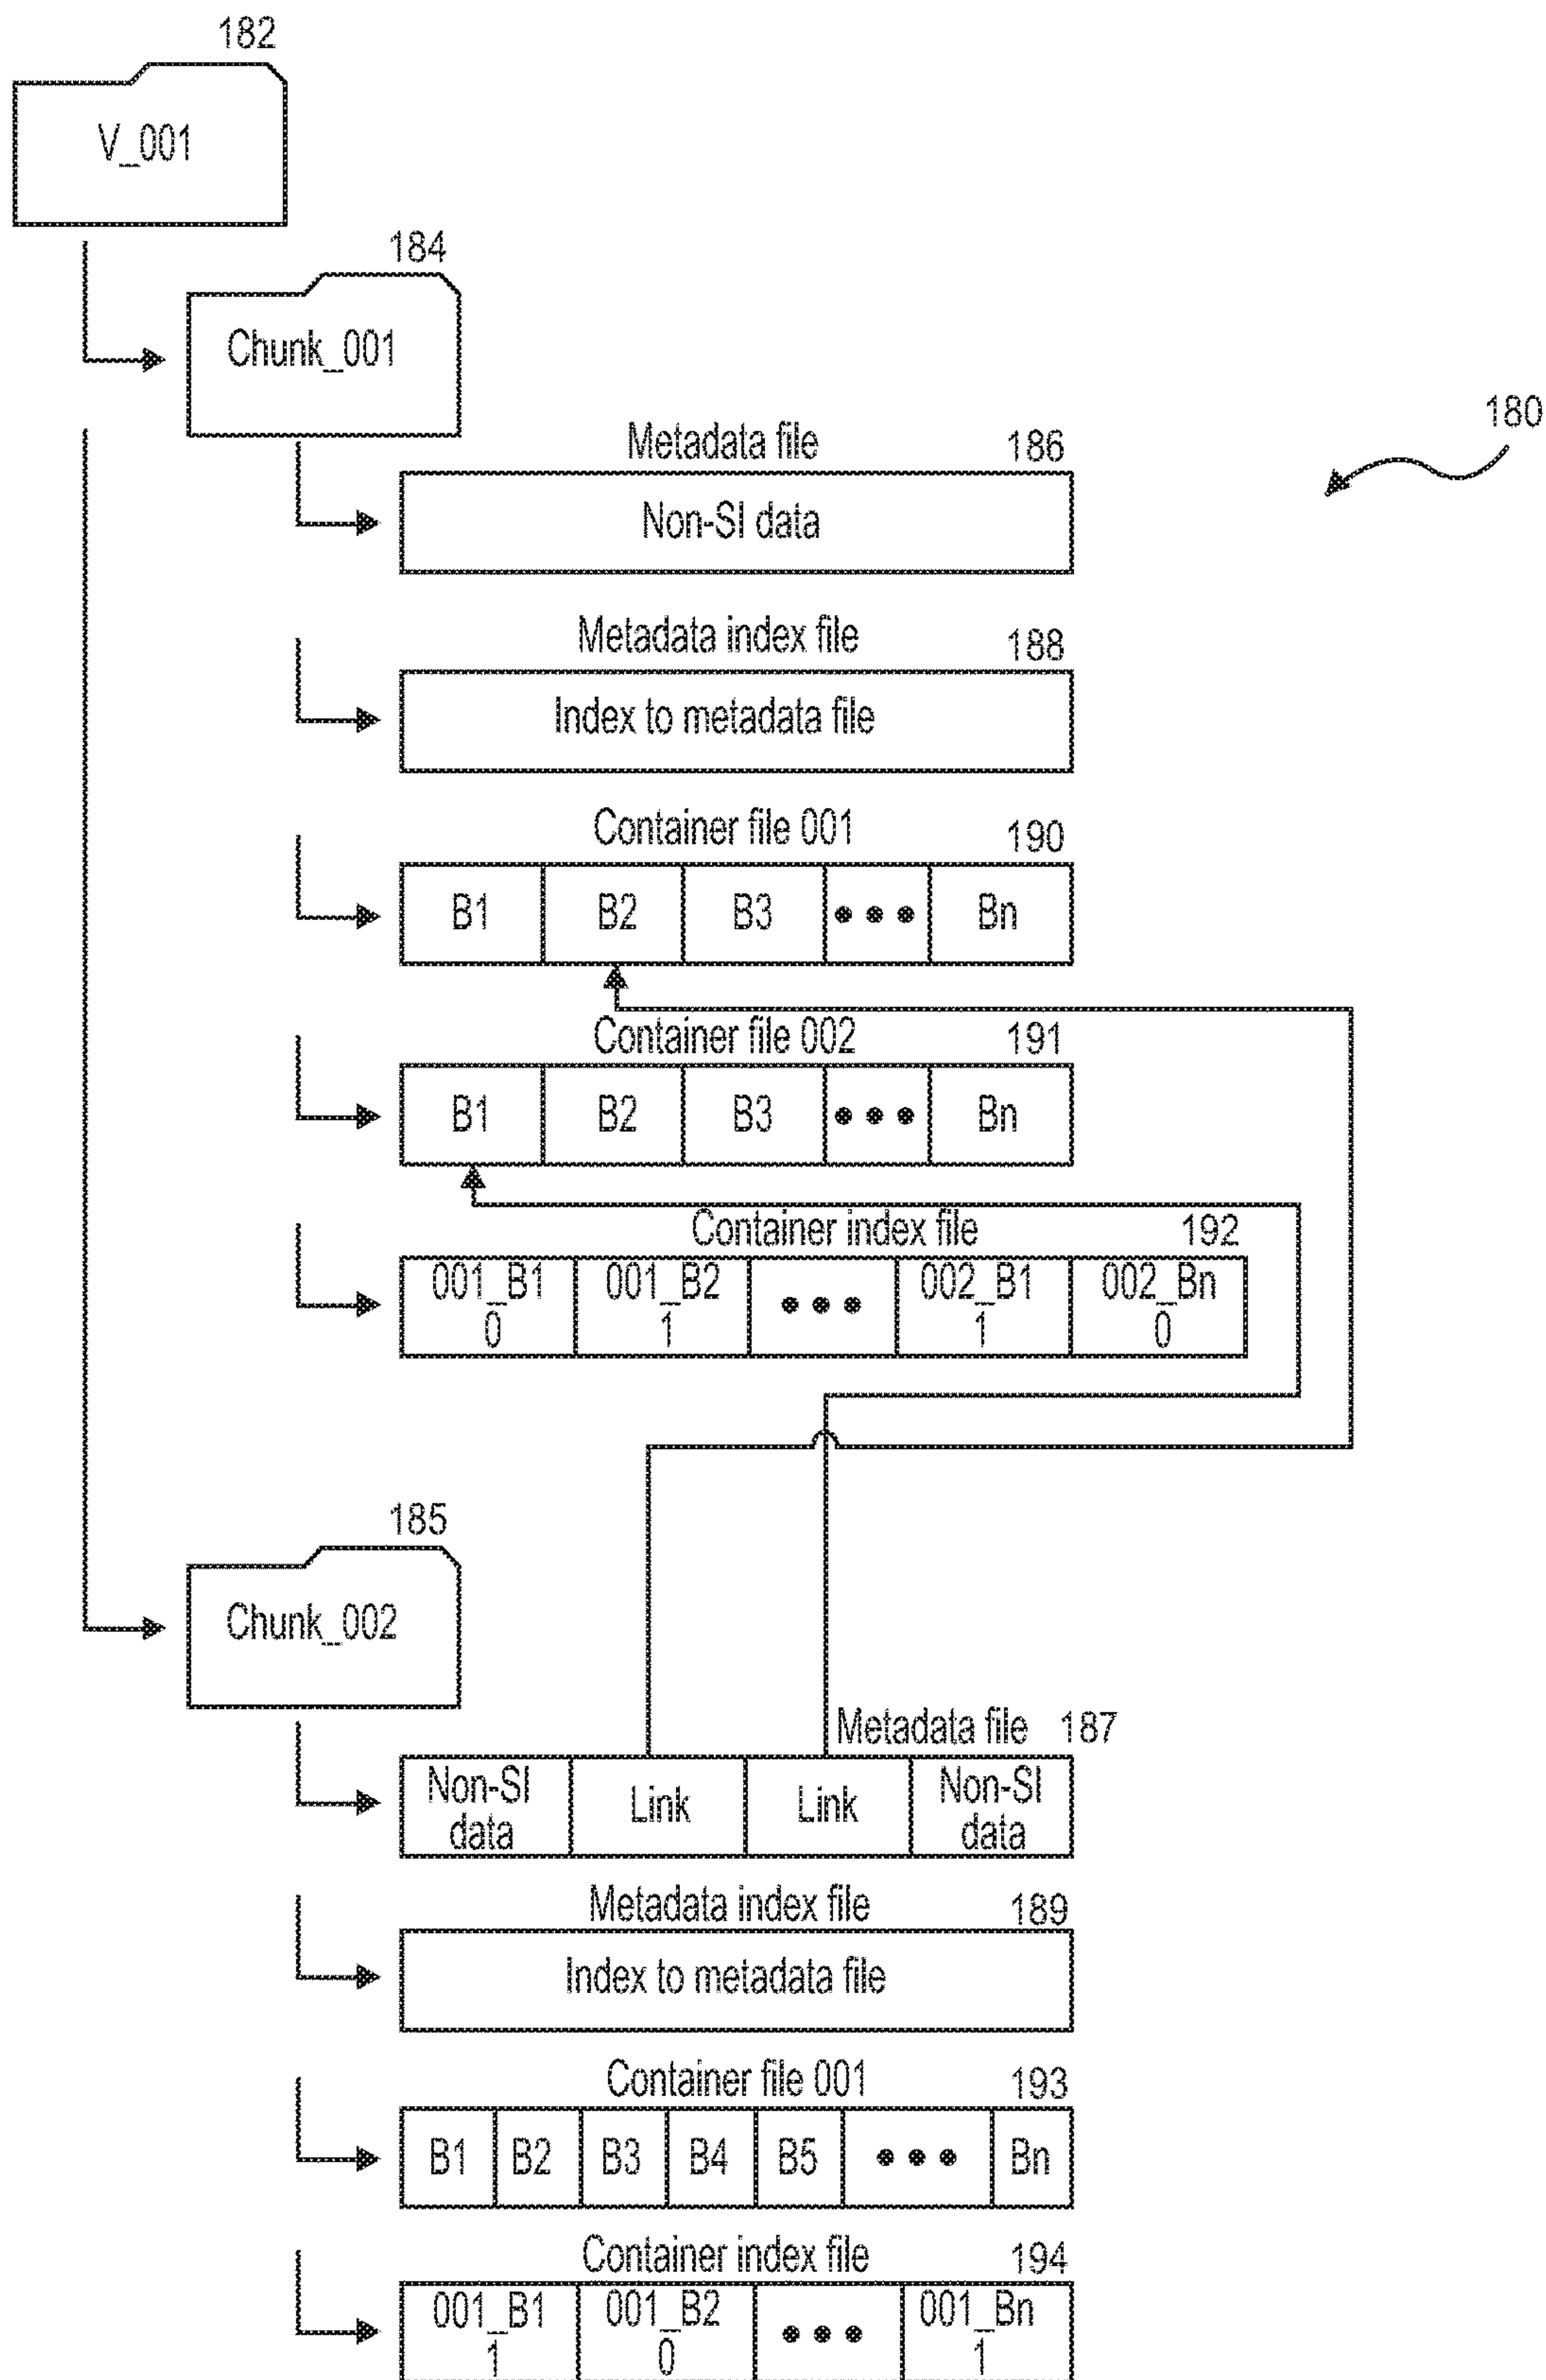 182
V_001
184
Chunk_001
180
Metadata file 186
Non-SI data
Metadata index file 188
Index to metadata file
Container file 001 190
B1 B2 B3 ••• Bn
Container file 002 191
B1 B2 B3 ••• Bn
Container index file 192
001_B1 001_B2 ••• 002_B1 002_Bn
0 1 1 0
185
Chunk_002
Metadata file 187
Non-SI Link Link Non-SI
data data
Metadata index file 189
Index to metadata file
Container file 001 193
B1 B2 B3 B4 B5 ••• Bn
Container index file 194
001_B1 001_B2 ••• 001_Bn
1 0 1